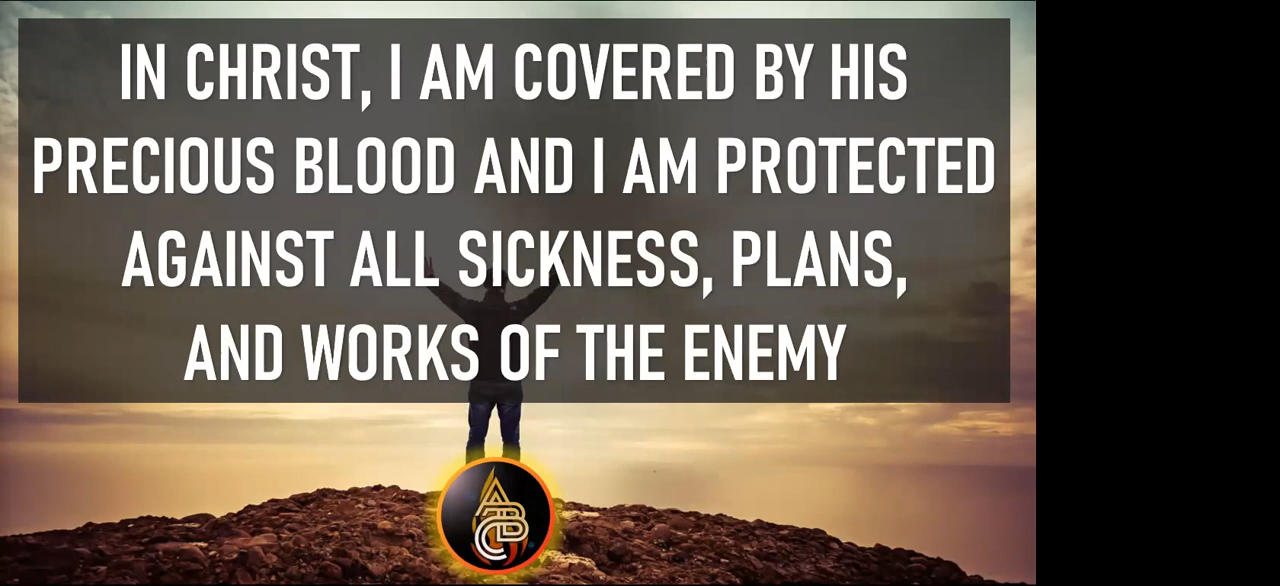 IN CHRIST, I AM COVERED BY HIS
PRECIOUS BLOOD AND I AM PROTECTED
AGAINST ALL SICKNESS, PLANS,
AND WORKS OF THE ENEMY
ABC